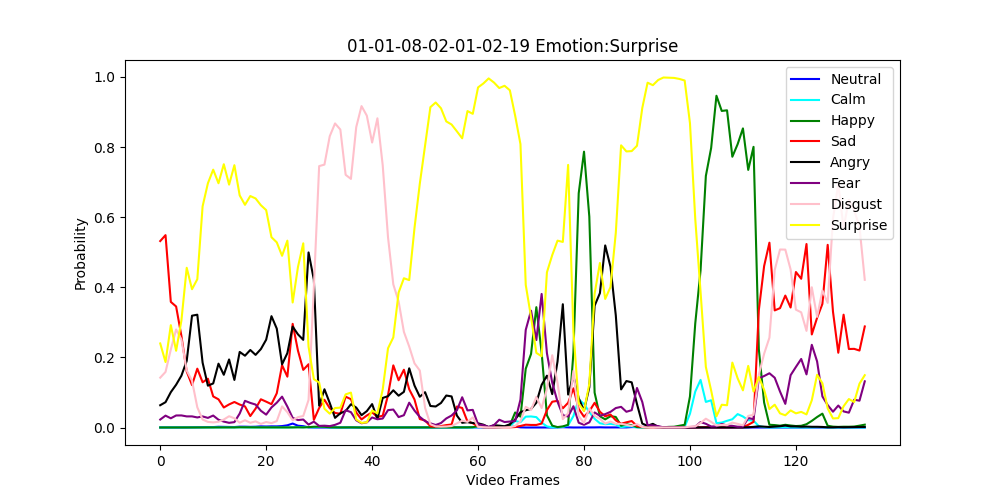 01-01-08-02-01-02-19 Emotion:Surprise
Probability
1.0
0.8
0.6
0.4
0.2
0.0
0
20
40
60
80
100
120
Video Frames
Neutral
Calm
Happy
Sad
Angry
Fear
Disgust
Surprise